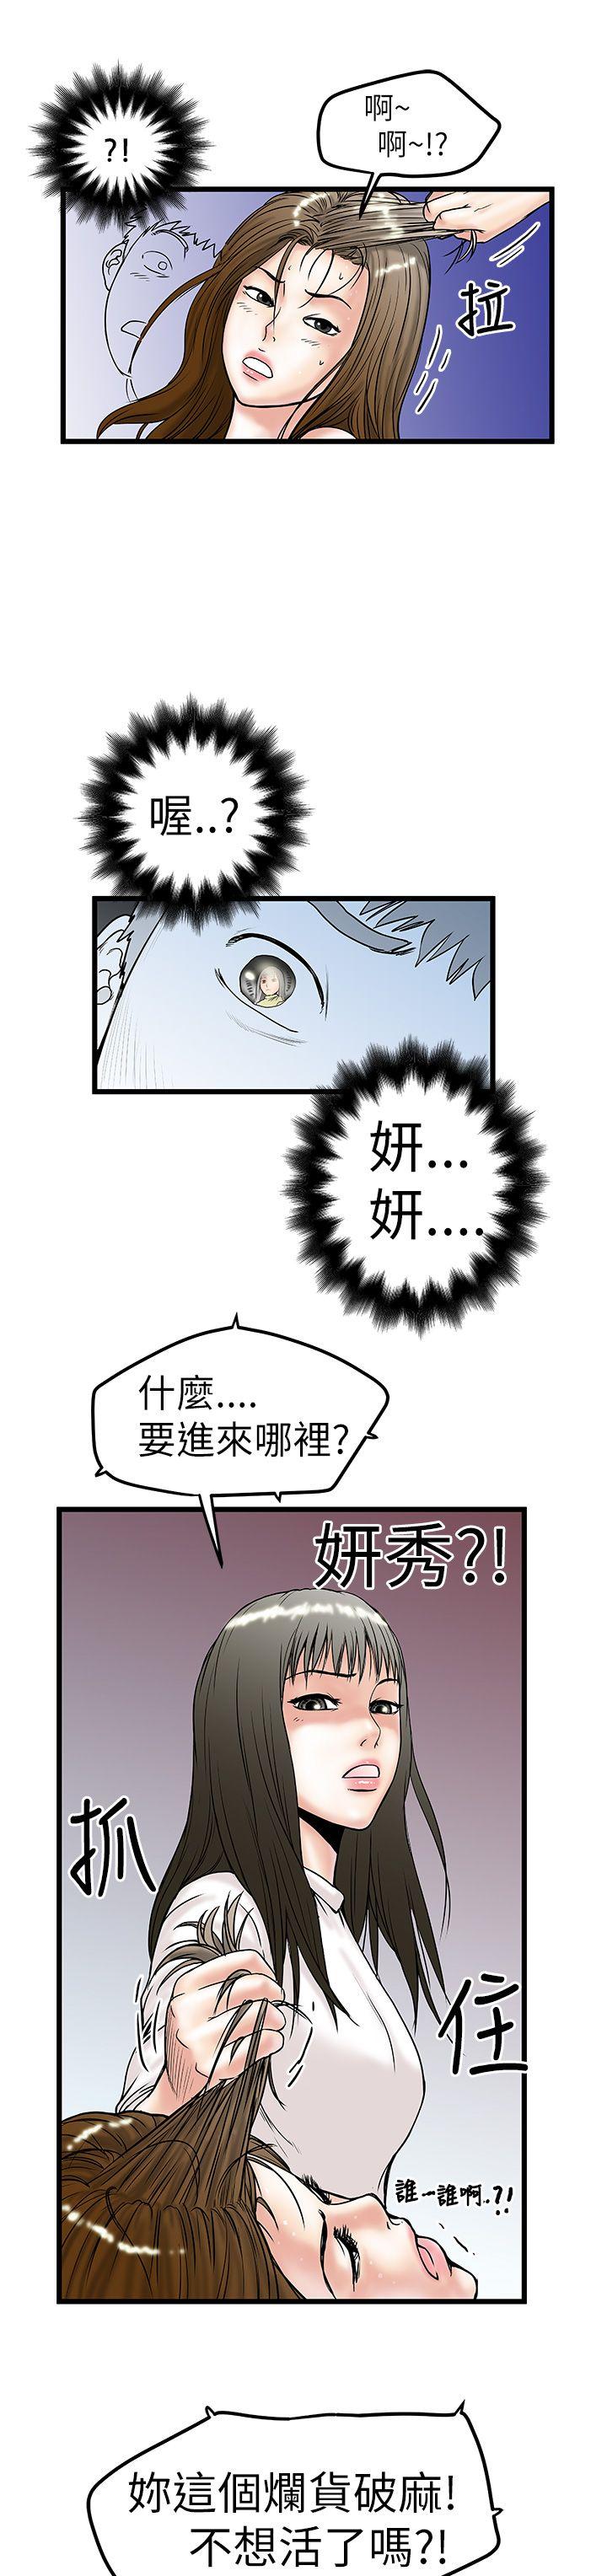 ?!
啊~
啊~!?
拉
喔..?
妍...
妍....
什麼....
要進來哪裡?
妍秀?!
抓
住
誰~誰啊..?!
妳這個爛貨破麻!
不想活了嗎?!